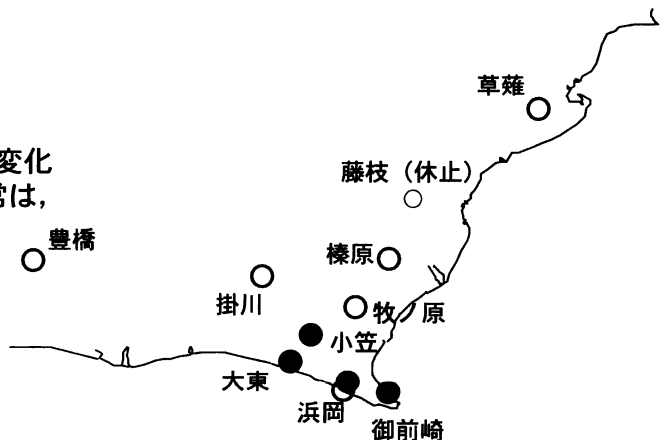 草薙
変化
常は，
藤枝（休止）
豊橋
榛原
掛川
牧ノ原
小笠
大東
浜岡
御前崎